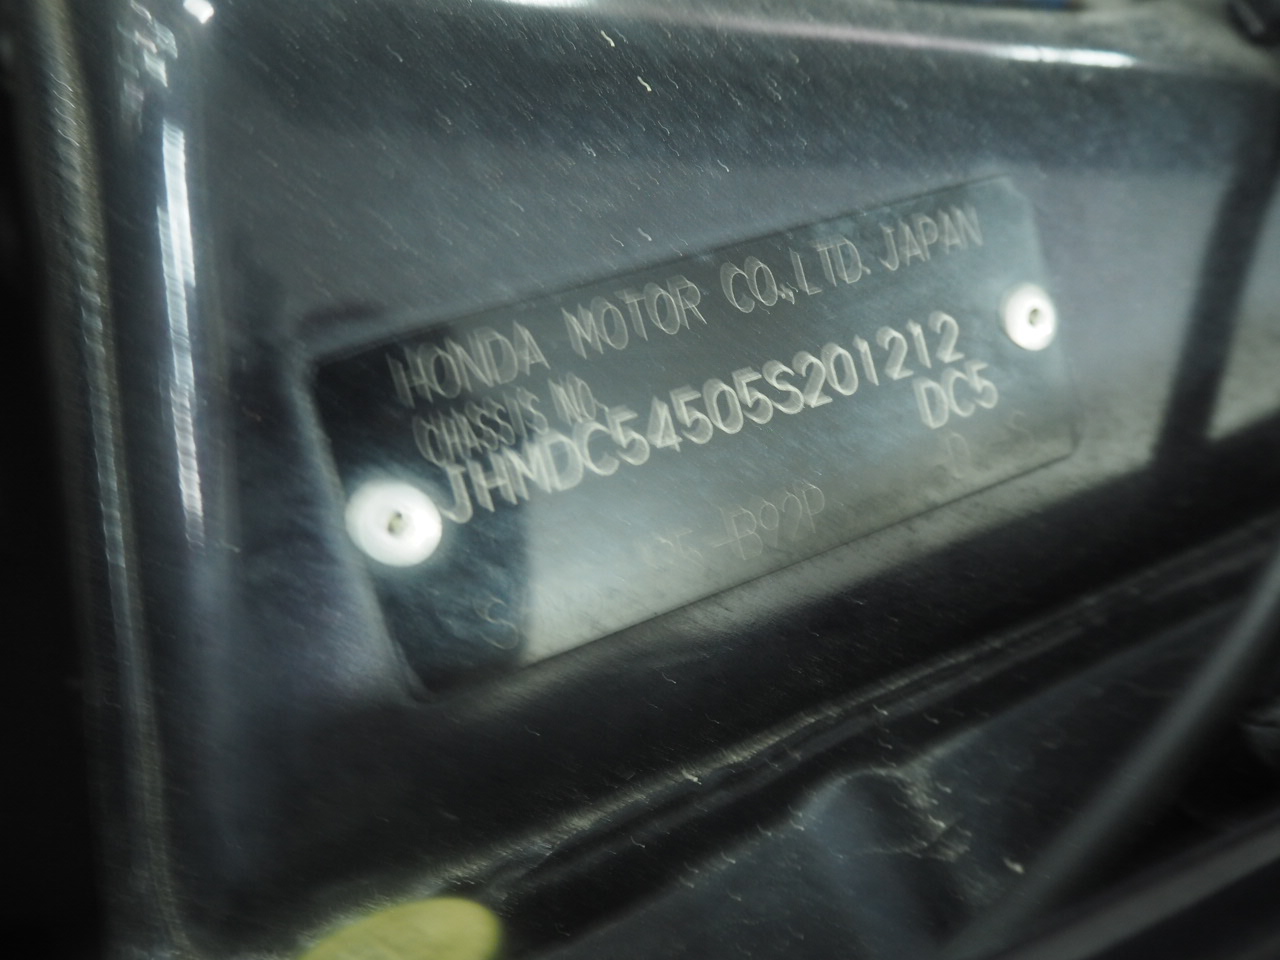 HONDA MOTOR CO.,LTD. JAPAN
CHASSIS NO.
JHMDC54505S201212
DC5